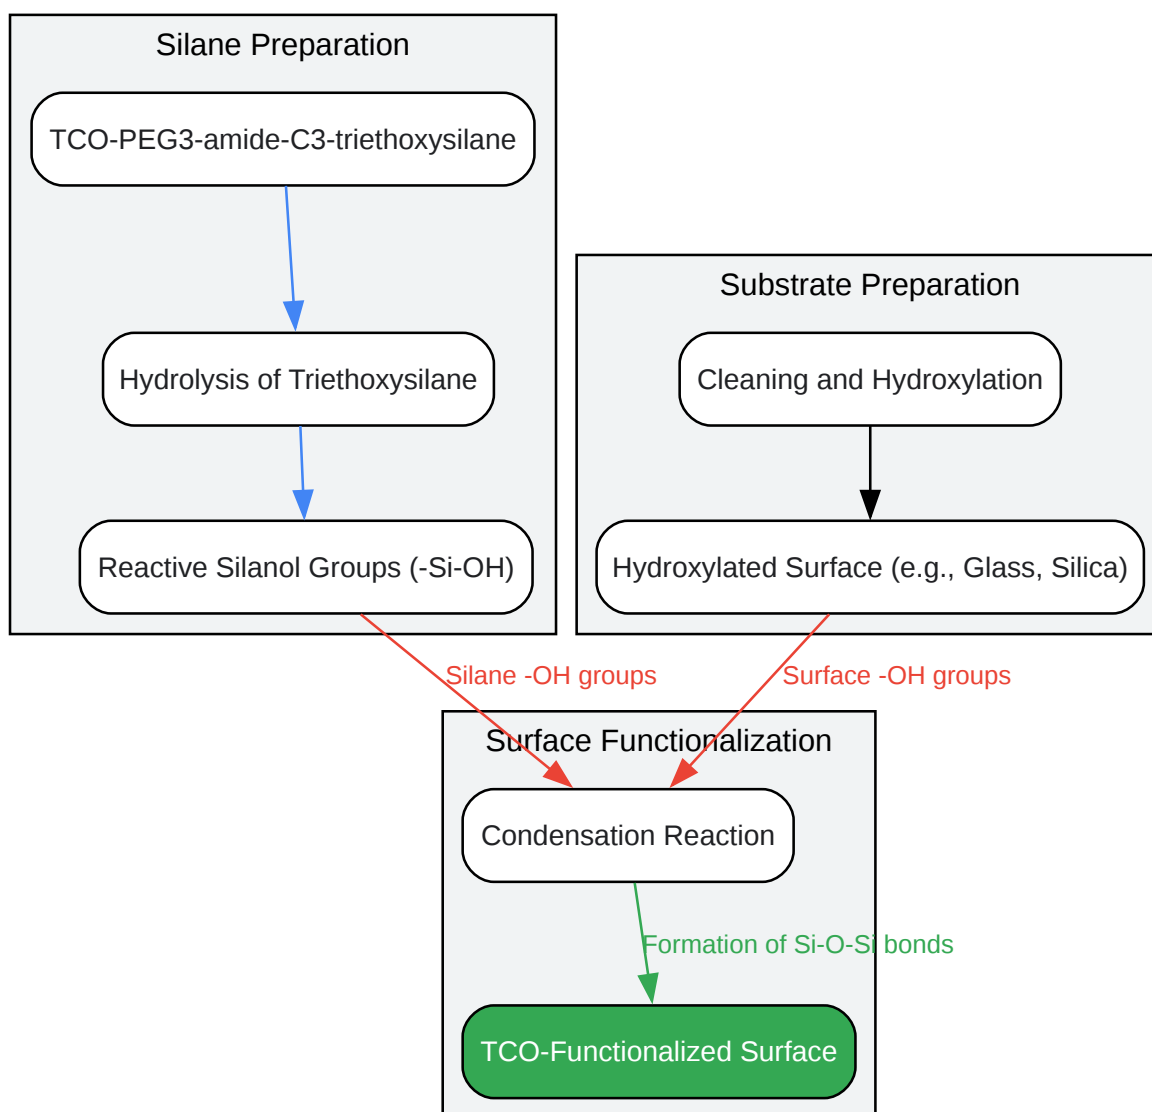 Silane Preparation
TCO-PEG3-amide-C3-triethoxysilane
Hydrolysis of Triethoxysilane
Reactive Silanol Groups (-Si-OH)
Substrate Preparation
Cleaning and Hydroxylation
Hydroxylated Surface (e.g., Glass, Silica)
Silane -OH groups
Surface -OH groups
Surface Functionalization
Condensation Reaction
Formation of Si-O-Si bonds
TCO-Functionalized Surface